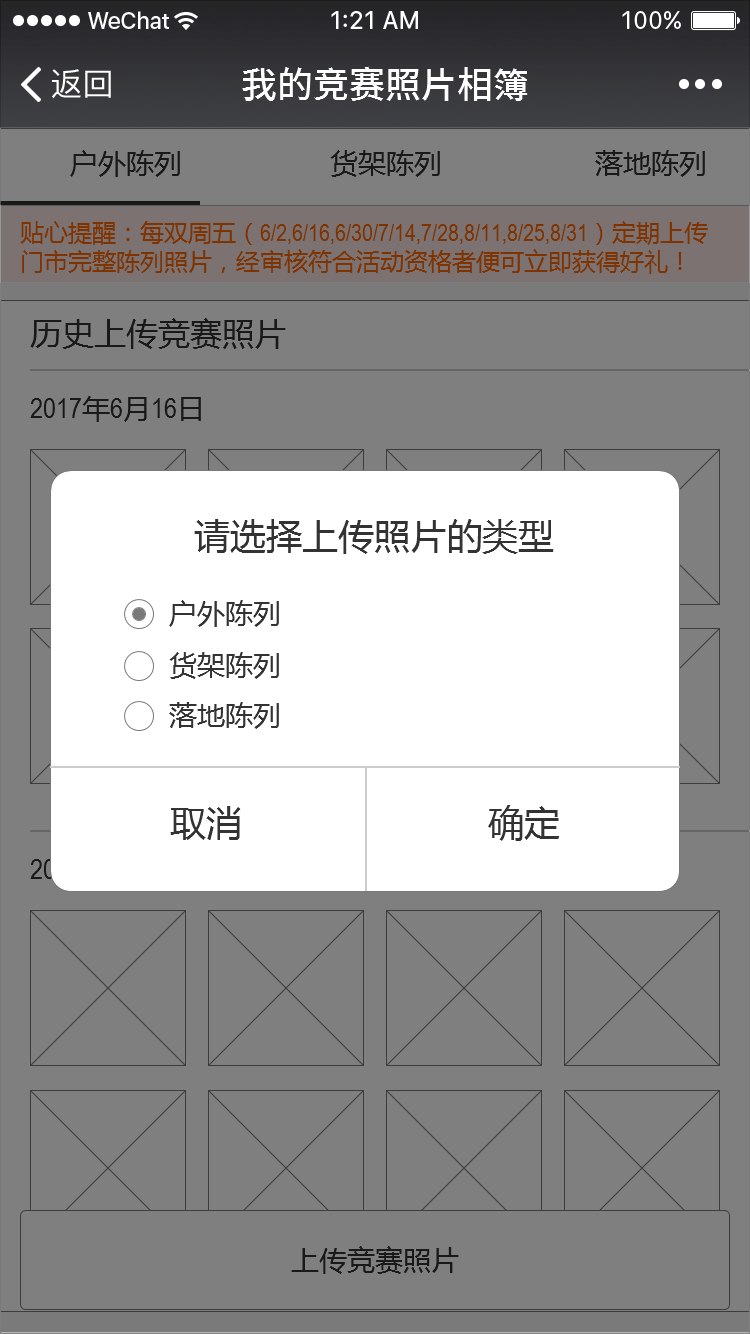 WeChat 1:21 AM 100%
返回 我的竞赛照片相簿
户外陈列 货架陈列 落地陈列
贴心提醒：每双周五（6/2,6/16,6/30/7/14,7/28,8/11,8/25,8/31）定期上传
门市完整陈列照片，经审核符合活动资格者便可立即获得好礼！
历史上传竞赛照片
2017年6月16日
请选择上传照片的类型
户外陈列
货架陈列
落地陈列
取消 确定
上传竞赛照片